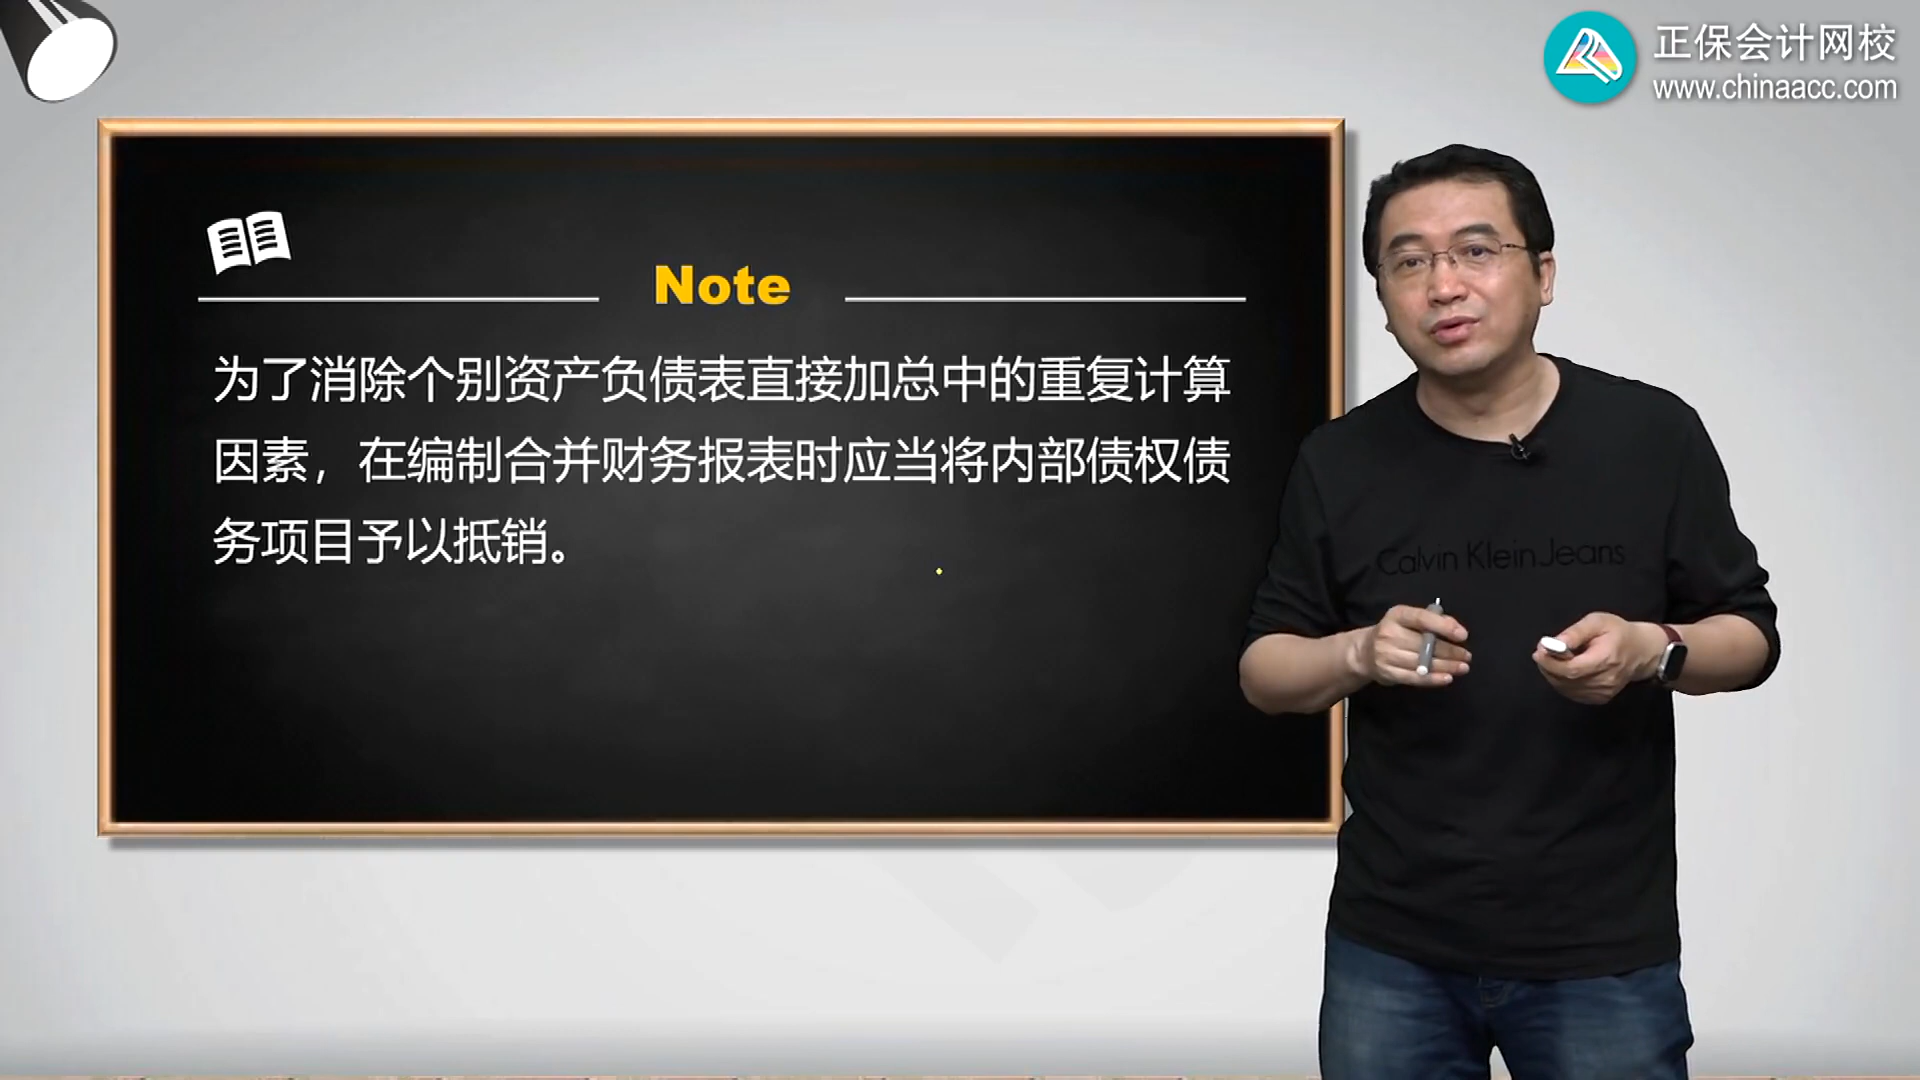 正保会计网校
www.chinaacc.com
Note
为了消除个别资产负债表直接加总中的重复计算
因素，在编制合并财务报表时应当将内部债权债
务项目予以抵销。
Calvin Klein Jeans